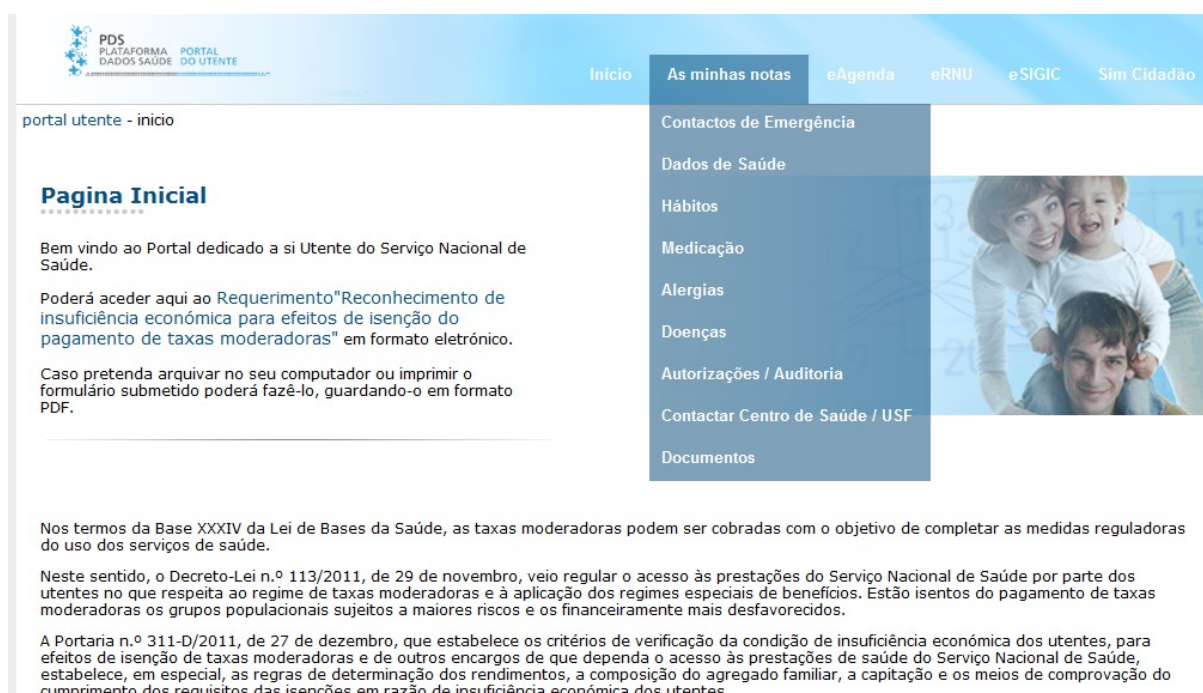 PDS
PLATAFORMA
DADOS SAÚDE
PORTAL
DO UTENTE
Início As minhas notas eAgenda eRNU eSIGIC Sim Cidadão
portal utente - inicio
Contactos de Emergência
Dados de Saúde
Hábitos
Medicação
Alergias
Doenças
Autorizações / Auditoria
Contactar Centro de Saúde / USF
Documentos
Pagina Inicial
Bem vindo ao Portal dedicado a si Utente do Serviço Nacional de
Saúde.
Poderá aceder aqui ao Requerimento"Reconhecimento de
insuficiência económica para efeitos de isenção do
pagamento de taxas moderadoras" em formato eletrónico.
Caso pretenda arquivar no seu computador ou imprimir o
formulário submetido poderá fazê-lo, guardando-o em formato
PDF.
Nos termos da Base XXXIV da Lei de Bases da Saúde, as taxas moderadoras podem ser cobradas com o objetivo de completar as medidas reguladoras
do uso dos serviços de saúde.
Neste sentido, o Decreto-Lei n.º 113/2011, de 29 de novembro, veio regular o acesso às prestações do Serviço Nacional de Saúde por parte dos
utentes no que respeita ao regime de taxas moderadoras e à aplicação dos regimes especiais de benefícios. Estão isentos do pagamento de taxas
moderadoras os grupos populacionais sujeitos a maiores riscos e os financeiramente mais desfavorecidos.
A Portaria n.º 311-D/2011, de 27 de dezembro, que estabelece os critérios de verificação da condição de insuficiência económica dos utentes, para
efeitos de isenção de taxas moderadoras e de outros encargos de que dependa o acesso às prestações de saúde do Serviço Nacional de Saúde,
estabelece, em especial, as regras de determinação dos rendimentos, a composição do agregado familiar, a capitação e os meios de comprovação do
cumprimento dos requisitos das isenções em razão de insuficiência económica dos utentes.